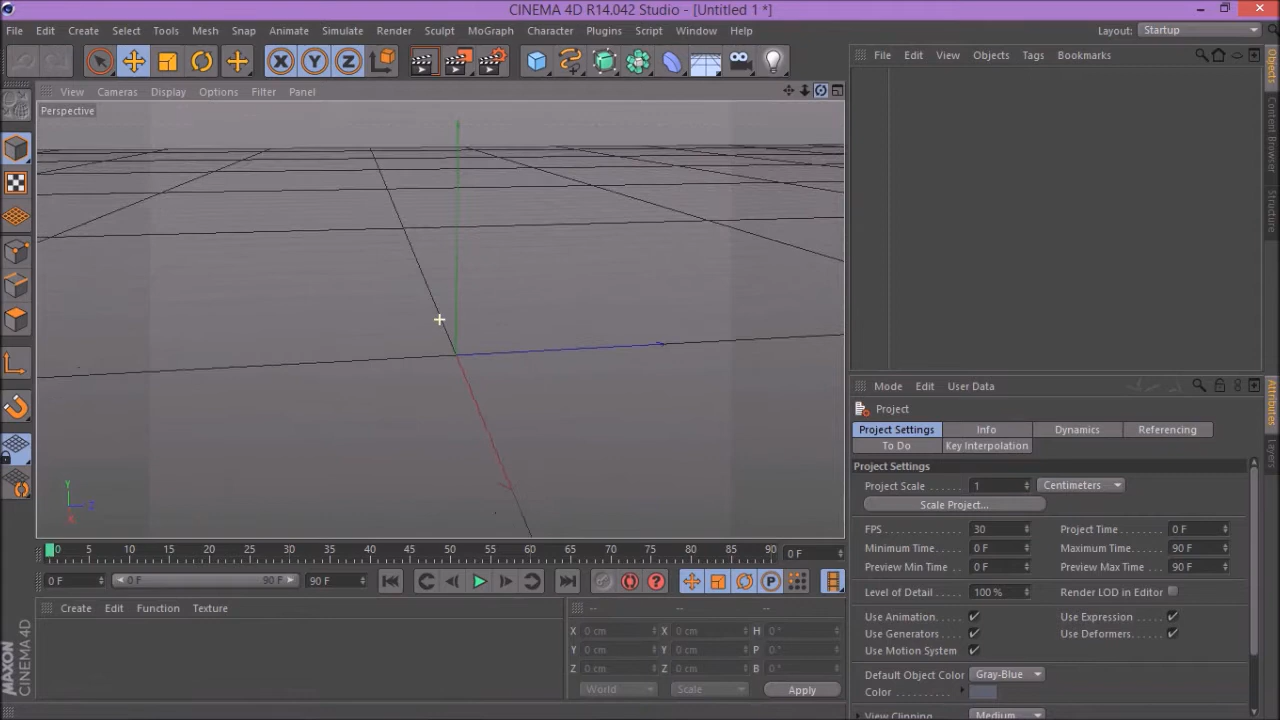 CINEMA 4D R14.042 Studio - [Untitled 1 *]
File Edit Create Select Tools Mesh Snap Animate Simulate Render Sculpt MoGraph Character Plugins Script Window Help Layout: Startup
X Y Z
File Edit View Objects Tags Bookmarks
View Cameras Display Options Filter Panel
Perspective
Objects
Content Browser
Structure
Y
Z
X
Mode Edit User Data
Project
Project Settings Info Dynamics Referencing
To Do Key Interpolation
Attributes
Layers
Project Settings
Project Scale 1 Centimeters
Scale Project...
FPS 30 Project Time 0 F
Minimum Time 0 F Maximum Time 90 F
Preview Min Time 0 F Preview Max Time 90 F
Level of Detail 100 % Render LOD in Editor
Use Animation Use Expression
Use Generators Use Deformers
Use Motion System
Default Object Color Gray-Blue
Color
View Clipping Medium
0 5 10 15 20 25 30 35 40 45 50 55 60 65 70 75 80 85 90 0 F
0 F 0 F 90 F 90 F
? P
Create Edit Function Texture
-- -- --
X 0 cm X 0 cm H 0 °
Y 0 cm Y 0 cm P 0 °
Z 0 cm Z 0 cm B 0 °
World Scale Apply
MAXON
CINEMA 4D